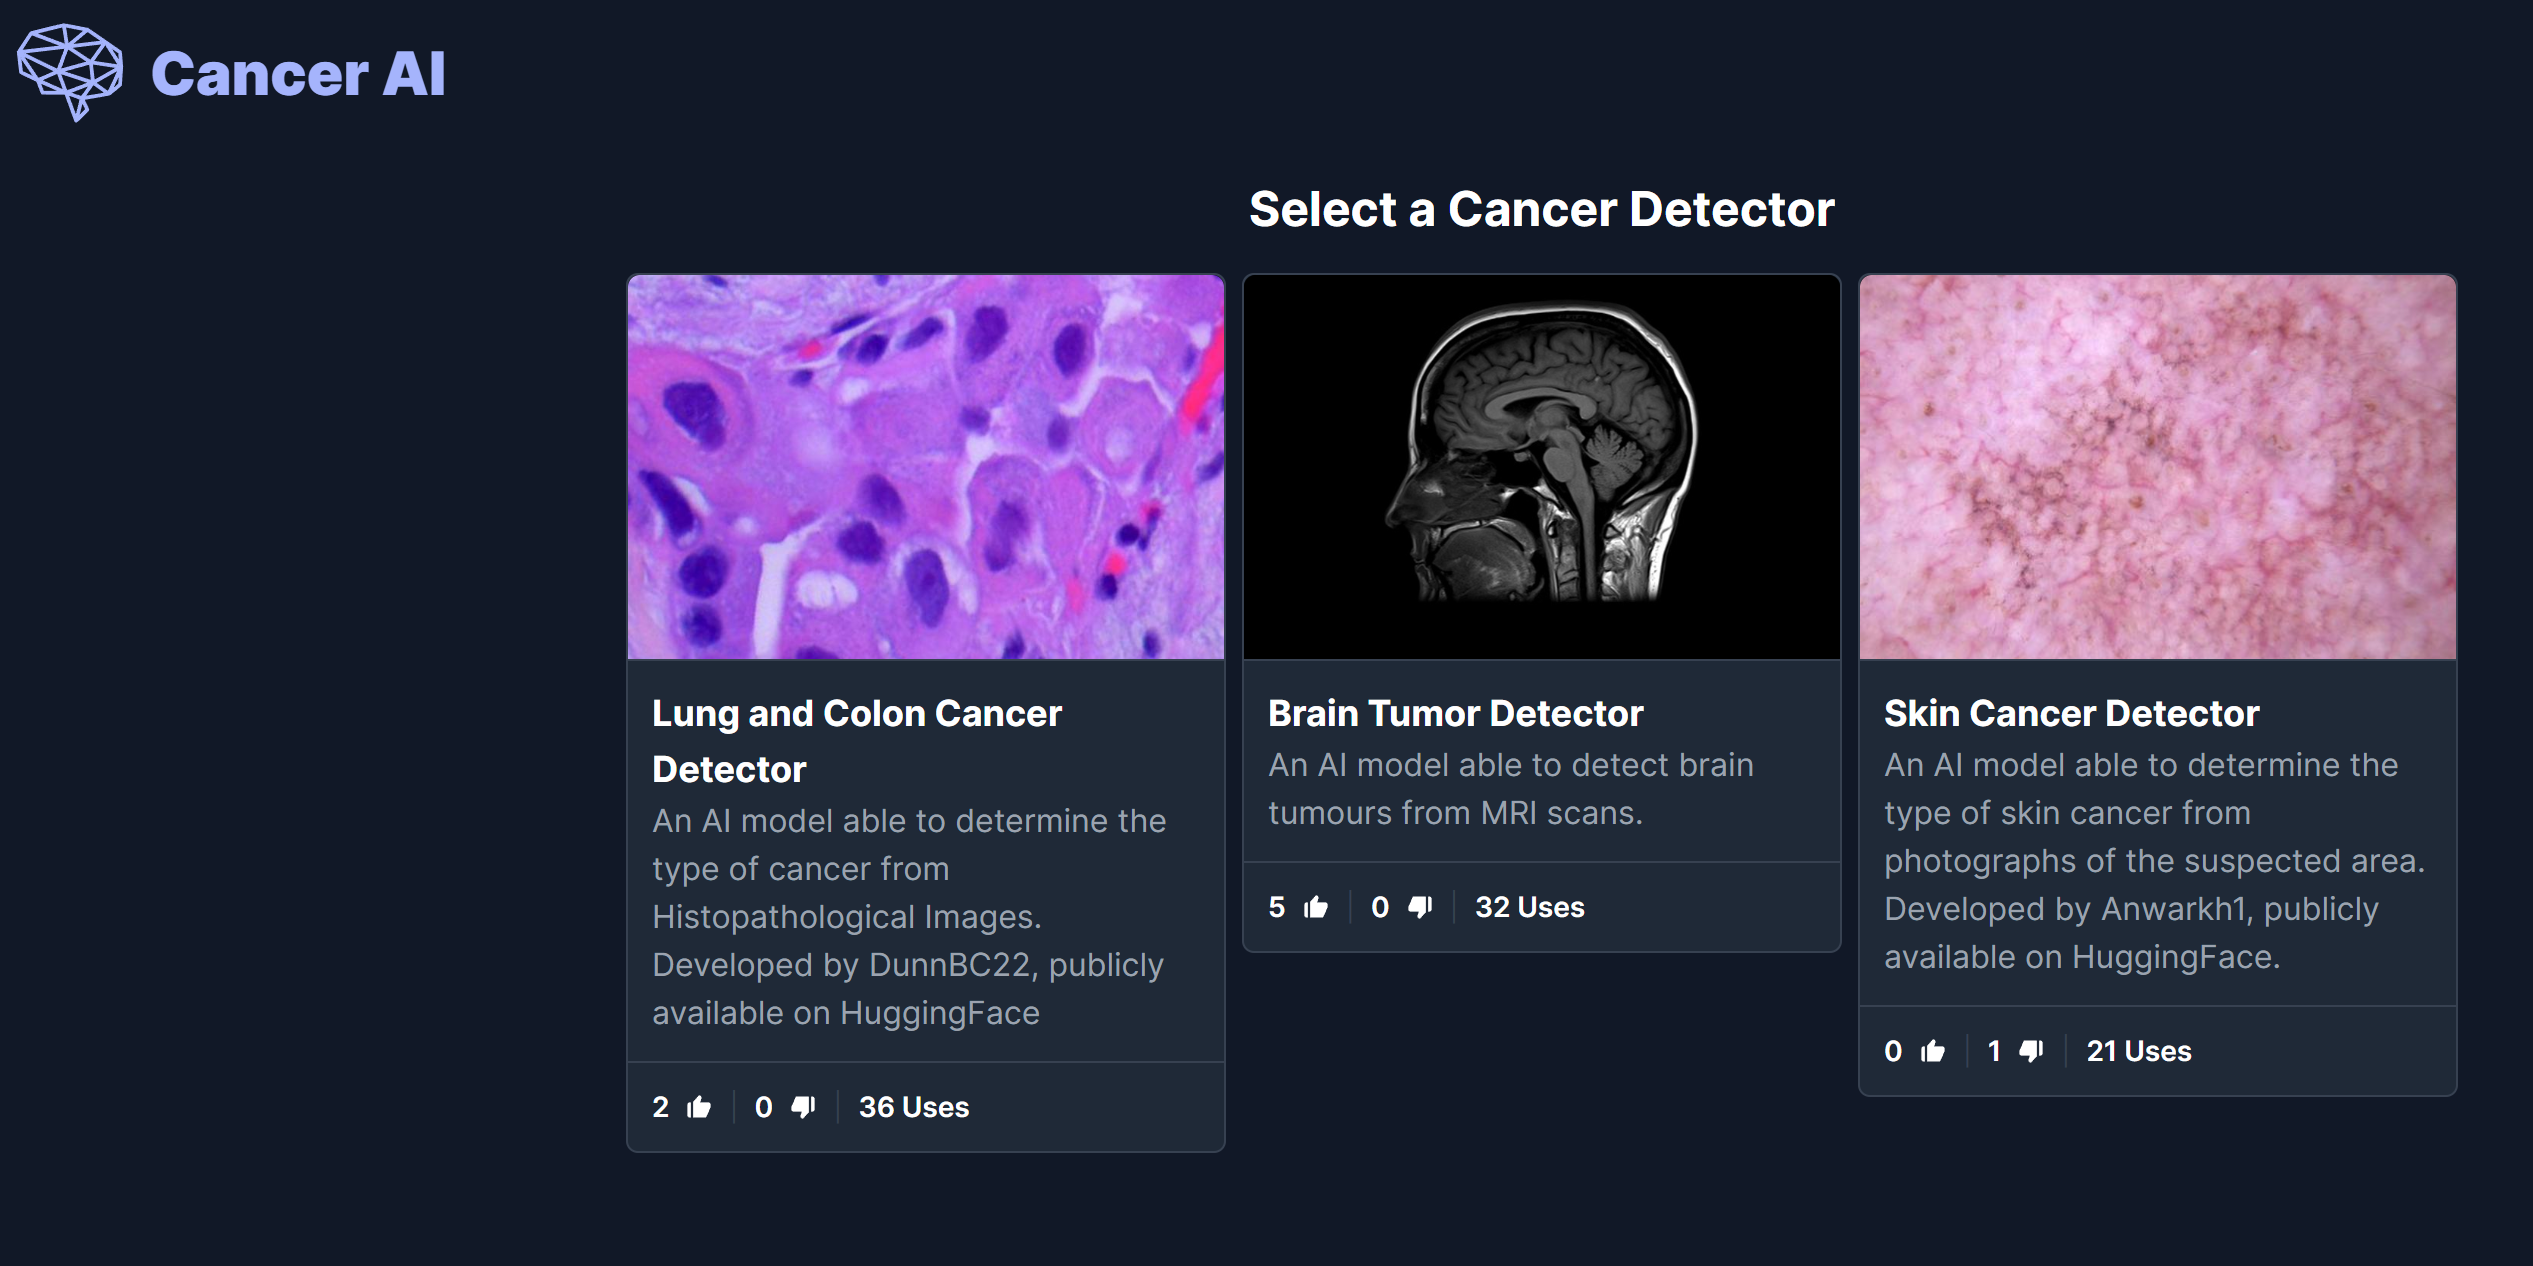 Cancer AI
Select a Cancer Detector
Lung and Colon Cancer
Detector
An AI model able to determine the
type of cancer from
Histopathological Images.
Developed by DunnBC22, publicly
available on HuggingFace
2 0 36 Uses
Brain Tumor Detector
An AI model able to detect brain
tumours from MRI scans.
5 0 32 Uses
Skin Cancer Detector
An AI model able to determine the
type of skin cancer from
photographs of the suspected area.
Developed by Anwarkh1, publicly
available on HuggingFace.
0 1 21 Uses